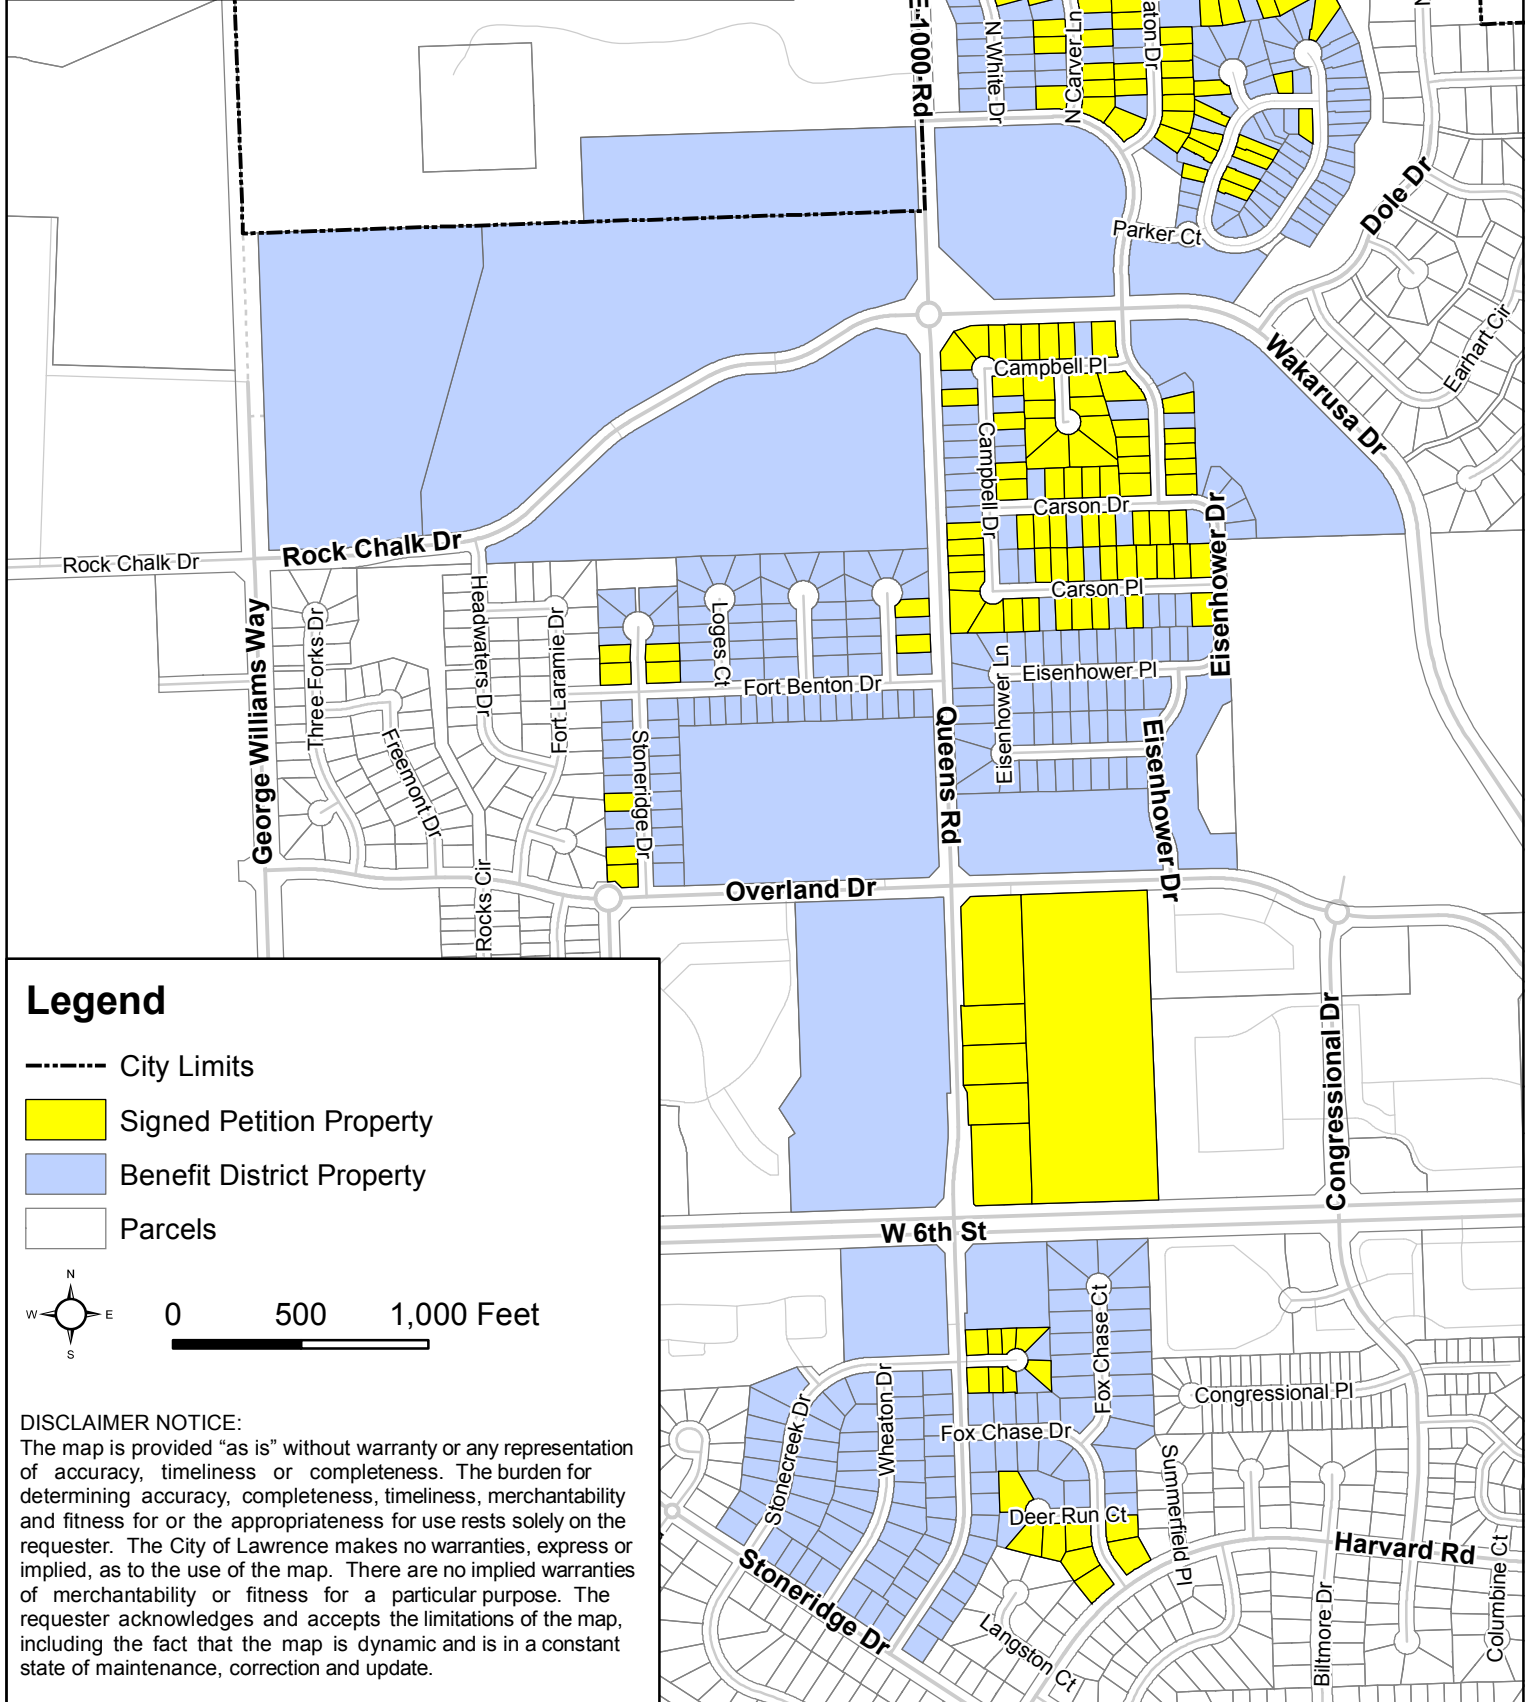 E 1000 Rd
N White Dr
N Carver Ln
aton Dr
N
Dole Dr
Parker Ct
Earhart Cir
Wakarusa Dr
Campbell Pl
Campbell Dr
Carson Dr
Eisenhower Dr
Rock Chalk Dr
Rock Chalk Dr
Carson Pl
George Williams Way
Three Forks Dr
Headwaters Dr
Fort Laramie Dr
Loges Ct
Eisenhower Ln
Eisenhower Pl
Fort Benton Dr
Freemont Dr
Stoneridge Dr
Queens Rd
Eisenhower Dr
Rocks Cir
Overland Dr
Congressional Dr
W 6th St
Fox Chase Ct
Congressional Pl
Stonecreek Dr
Wheaton Dr
Fox Chase Dr
Summerfield Pl
Deer Run Ct
Harvard Rd
Stoneridge Dr
Langston Ct
Biltmore Dr
Columbine Ct
Legend
City Limits
Signed Petition Property
Benefit District Property
Parcels
N
W E
S
0 500 1,000 Feet
DISCLAIMER NOTICE:
The map is provided “as is” without warranty or any representation
of accuracy, timeliness or completeness. The burden for
determining accuracy, completeness, timeliness, merchantability
and fitness for or the appropriateness for use rests solely on the
requester. The City of Lawrence makes no warranties, express or
implied, as to the use of the map. There are no implied warranties
of merchantability or fitness for a particular purpose. The
requester acknowledges and accepts the limitations of the map,
including the fact that the map is dynamic and is in a constant
state of maintenance, correction and update.